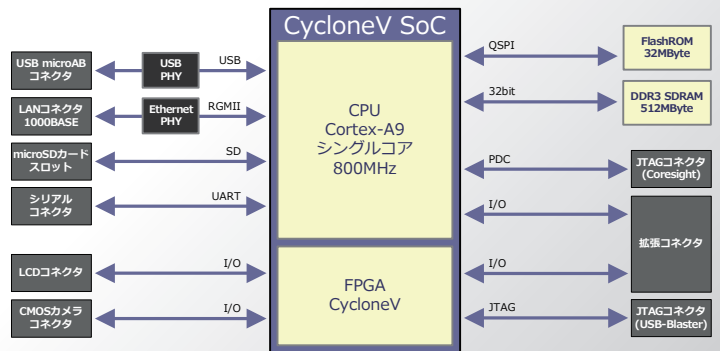 CycloneV SoC
USB microAB
コネクタ
USB
PHY
USB
LANコネクタ
1000BASE
Ethernet
PHY
RGMII
microSDカード
スロット
SD
シリアル
コネクタ
UART
LCDコネクタ
I/O
CMOSカメラ
コネクタ
I/O
CPU
Cortex-A9
シングルコア
800MHz
FPGA
CycloneV
QSPI
FlashROM
32MByte
32bit
DDR3 SDRAM
512MByte
PDC
JTAGコネクタ
(Coresight)
I/O
拡張コネクタ
I/O
JTAG
JTAGコネクタ
(USB-Blaster)